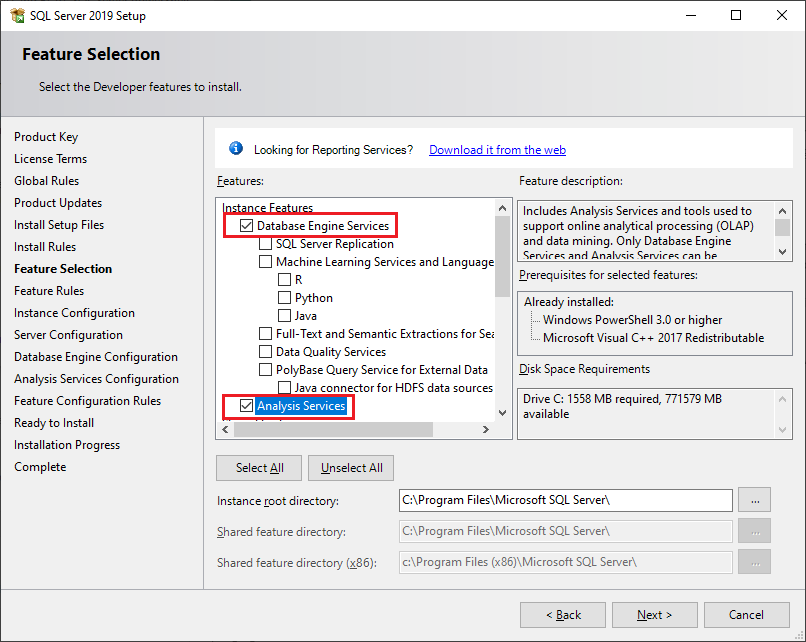 SQL Server 2019 Setup
Feature Selection
Select the Developer features to install.
Product Key
License Terms
Global Rules
Product Updates
Install Setup Files
Install Rules
Feature Selection
Feature Rules
Instance Configuration
Server Configuration
Database Engine Configuration
Analysis Services Configuration
Feature Configuration Rules
Ready to Install
Installation Progress
Complete
Looking for Reporting Services? Download it from the web
Features:
Instance Features
Database Engine Services
SQL Server Replication
Machine Learning Services and Language
R
Python
Java
Full-Text and Semantic Extractions for Sea
Data Quality Services
PolyBase Query Service for External Data
Java connector for HDFS data sources
Analysis Services
Feature description:
Includes Analysis Services and tools used to
support online analytical processing (OLAP)
and data mining. Only Database Engine
Services and Analysis Services can be
Prerequisites for selected features:
Already installed:
Windows PowerShell 3.0 or higher
Microsoft Visual C++ 2017 Redistributable
Disk Space Requirements
Drive C: 1558 MB required, 771579 MB
available
Select All
Unselect All
Instance root directory: C:\Program Files\Microsoft SQL Server\ ...
Shared feature directory: C:\Program Files\Microsoft SQL Server\ ...
Shared feature directory (x86): c:\Program Files (x86)\Microsoft SQL Server\ ...
< Back
Next >
Cancel